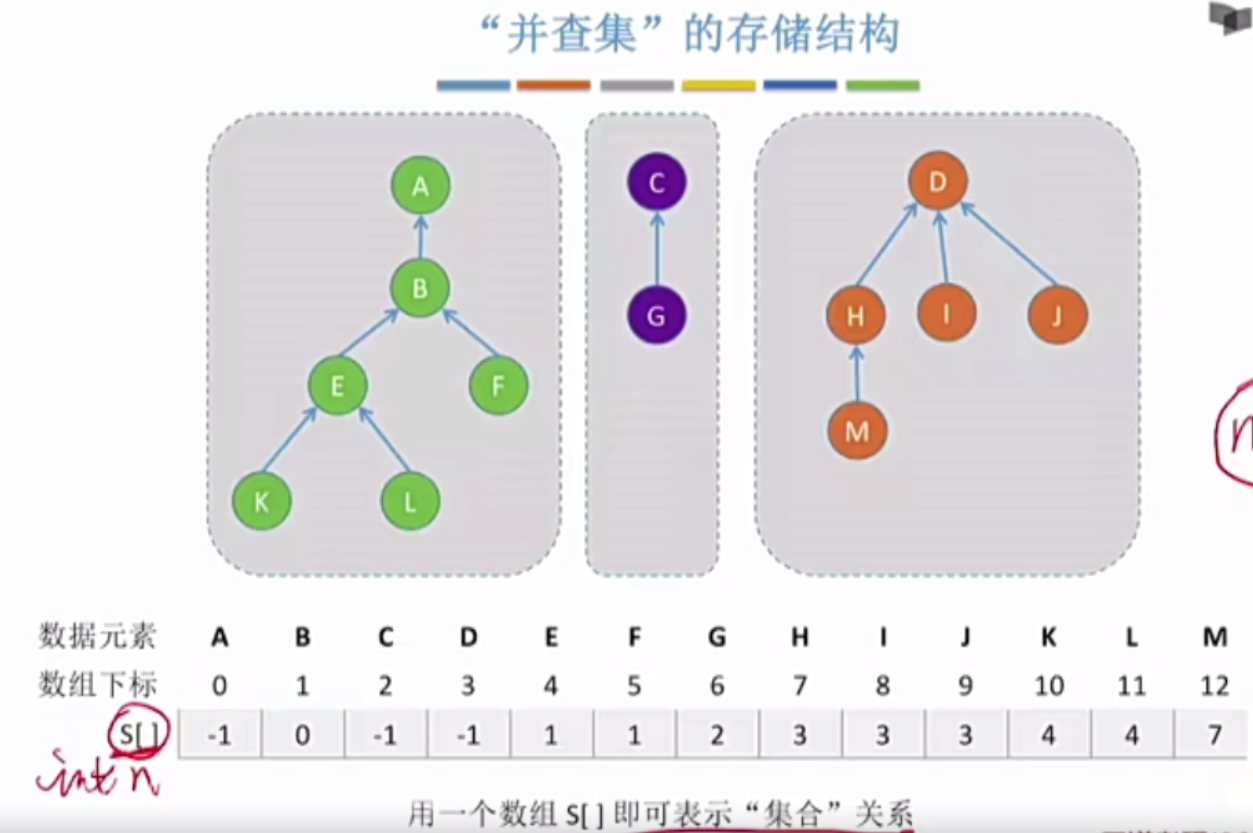 “并查集”的存储结构
A
C
D
B
G
H
I
J
E
F
M
K
L
数据元素 A B C D E F G H I J K L M
数组下标 0 1 2 3 4 5 6 7 8 9 10 11 12
S[] -1 0 -1 -1 1 1 2 3 3 3 4 4 7
int n
用一个数组 S[] 即可表示“集合”关系